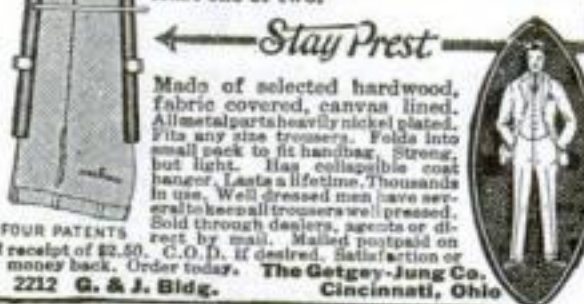 Stay Prest
Made of selected hardwood,
fabric covered, canvas lined.
All metal parts heavily nickel plated.
Fits any size trousers. Folds into
small pack to fit handbag. Strong,
but light. Has collapsible coat
hanger. Lasts a lifetime. Thousands
in use. Well dressed men have sev-
eral to keep all trousers well pressed.
Sold through dealers, agents or di-
rect by mail. Mailed postpaid on
FOUR PATENTS
receipt of $2.50. C.O.D. if desired. Satisfaction or
money back. Order today. The Getgey-Jung Co.
2212 G. & J. Bldg. Cincinnati, Ohio